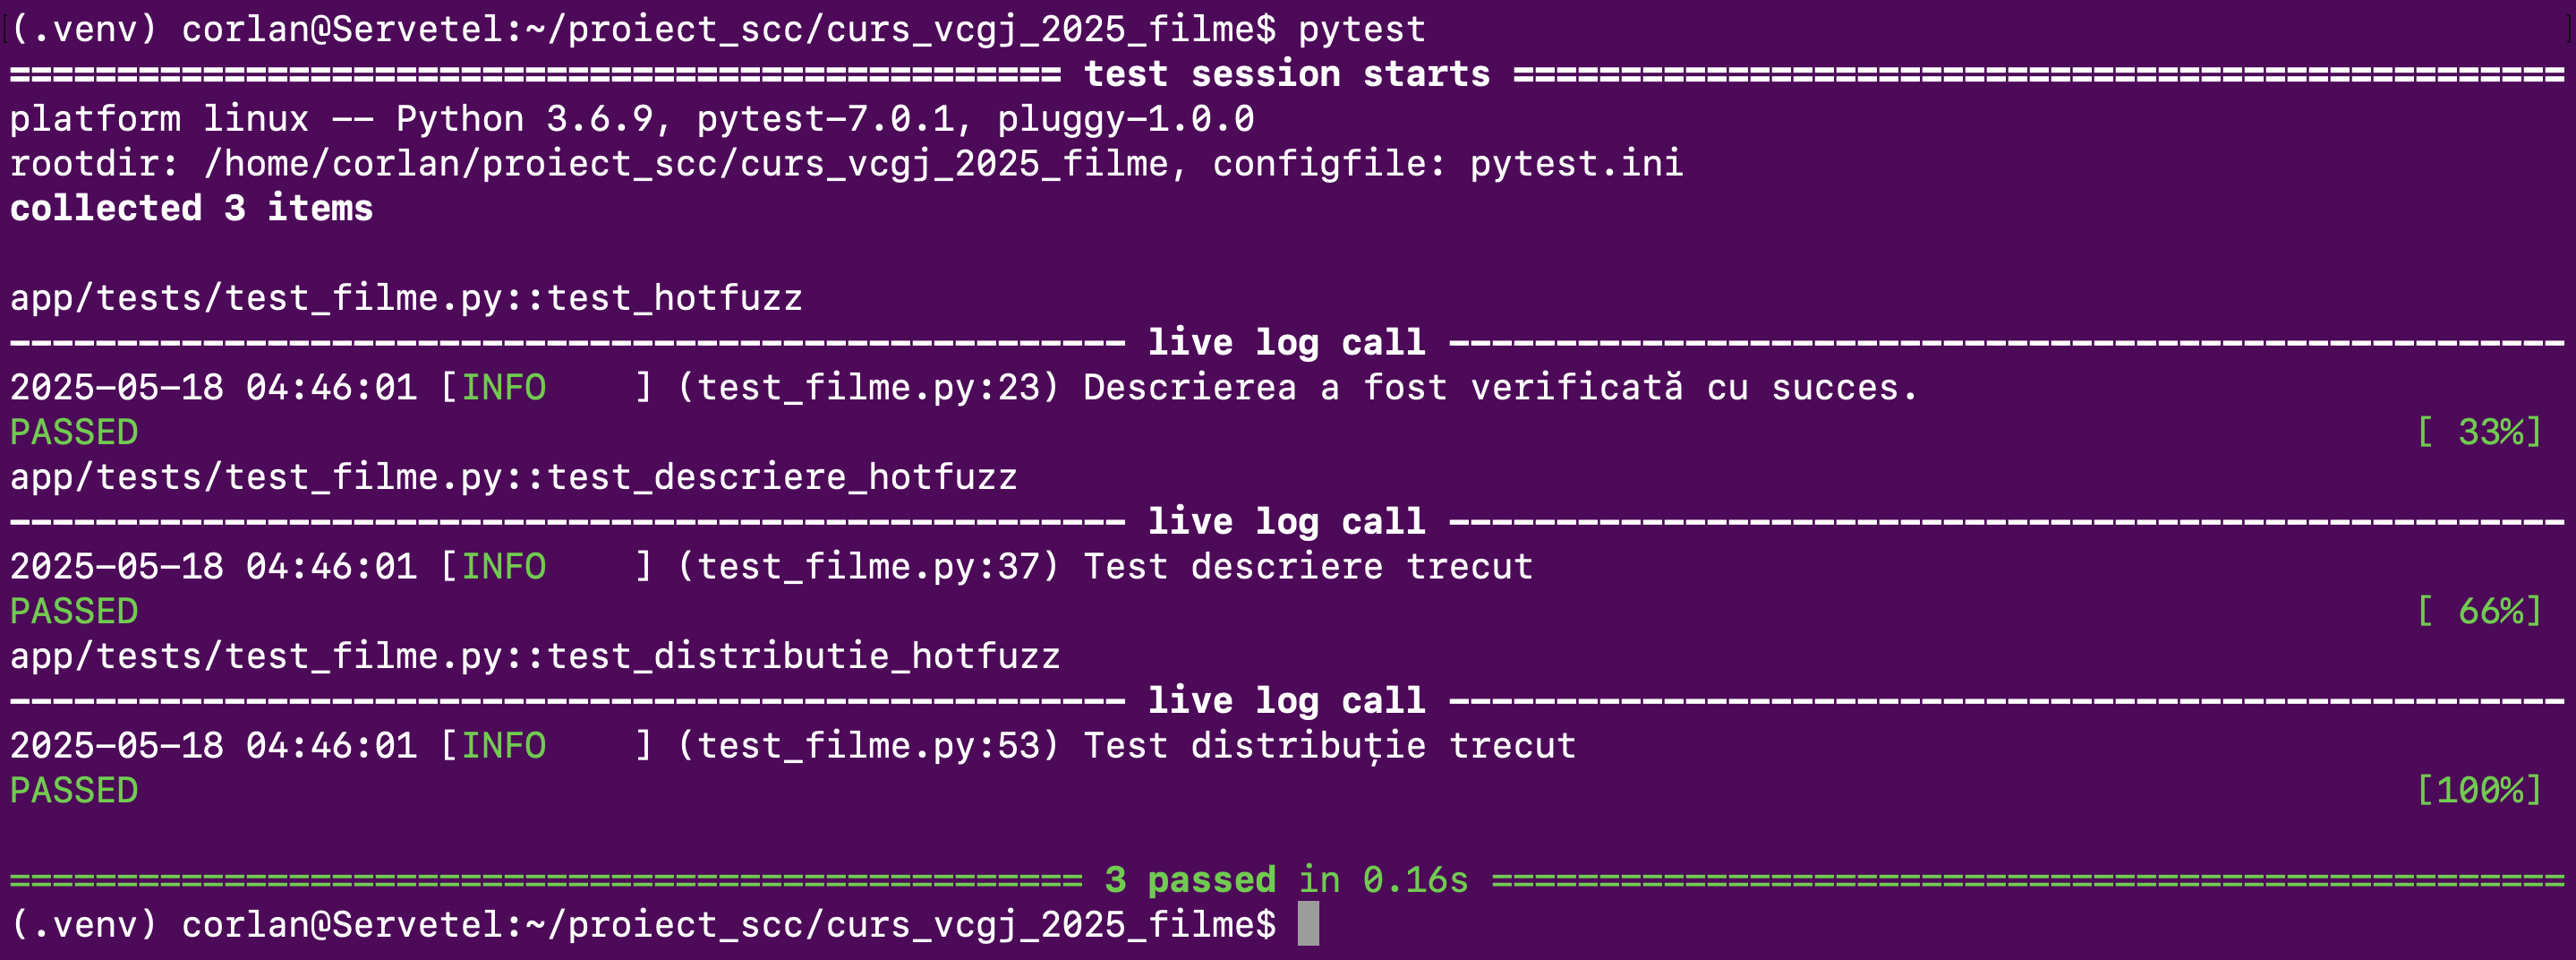 (.venv) corlan@Servetel:~/proiect_scc/curs_vcgj_2025_filme$ pytest
================================================= test session starts =================================================
platform linux -- Python 3.6.9, pytest-7.0.1, pluggy-1.0.0
rootdir: /home/corlan/proiect_scc/curs_vcgj_2025_filme, configfile: pytest.ini
collected 3 items

app/tests/test_filme.py::test_hotfuzz
---------------------------------------------------- live log call ----------------------------------------------------
2025-05-18 04:46:01 [INFO    ] (test_filme.py:23) Descrierea a fost verificată cu succes.
PASSED                                                                                                          [ 33%]
app/tests/test_filme.py::test_descriere_hotfuzz
---------------------------------------------------- live log call ----------------------------------------------------
2025-05-18 04:46:01 [INFO    ] (test_filme.py:37) Test descriere trecut
PASSED                                                                                                          [ 66%]
app/tests/test_filme.py::test_distributie_hotfuzz
---------------------------------------------------- live log call ----------------------------------------------------
2025-05-18 04:46:01 [INFO    ] (test_filme.py:53) Test distribuție trecut
PASSED                                                                                                          [100%]

================================================== 3 passed in 0.16s ==================================================
(.venv) corlan@Servetel:~/proiect_scc/curs_vcgj_2025_filme$